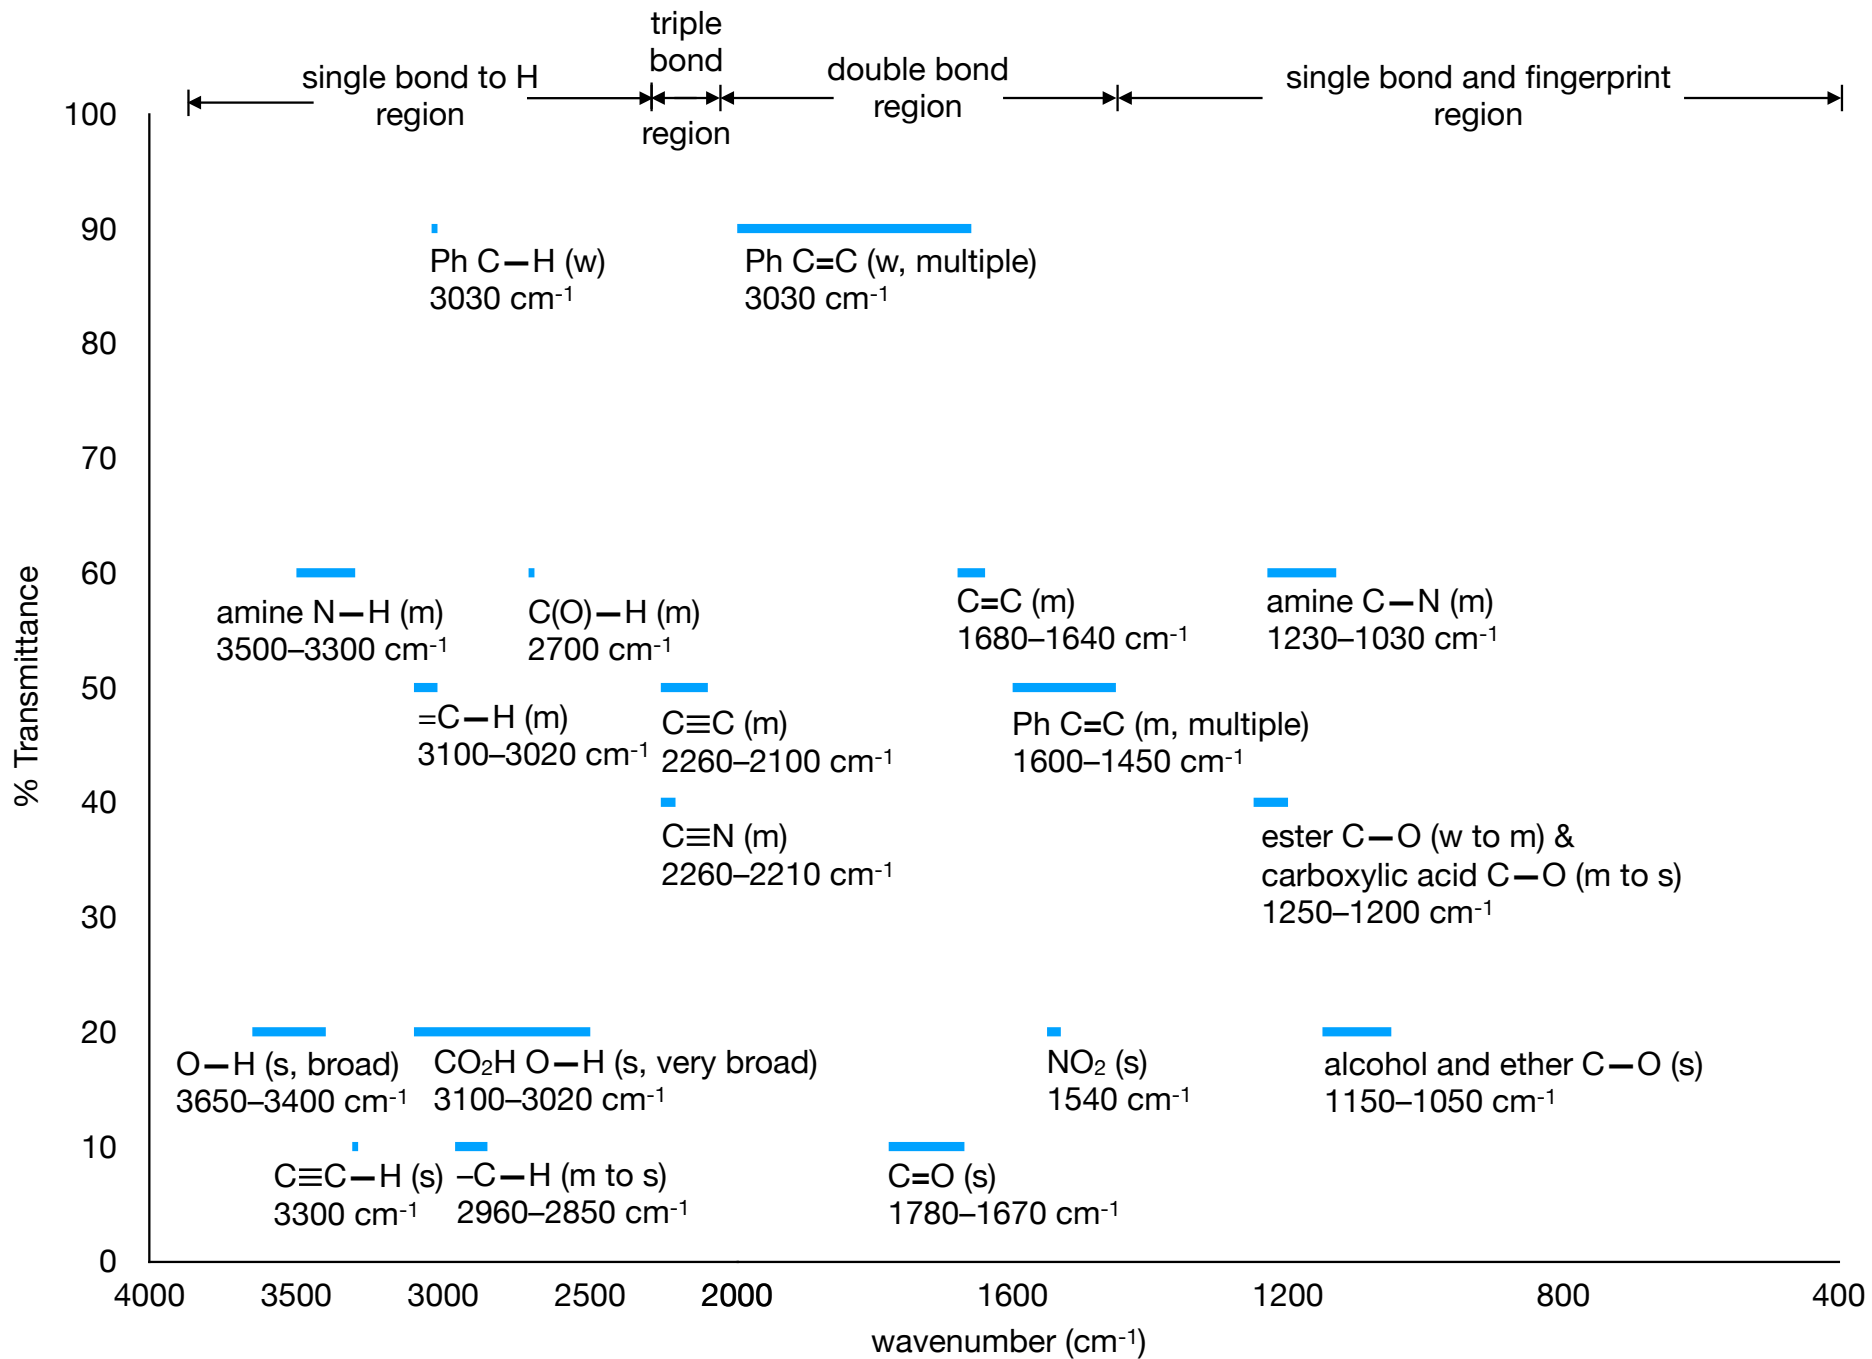 triple
bond
region
single bond to H
region
double bond
region
single bond and fingerprint
region
100
90
80
70
60
50
40
30
20
10
0
% Transmittance
Ph C—H (w)
3030 cm-1
Ph C=C (w, multiple)
3030 cm-1
amine N—H (m)
3500–3300 cm-1
C(O)—H (m)
2700 cm-1
C=C (m)
1680–1640 cm-1
amine C—N (m)
1230–1030 cm-1
=C—H (m)
3100–3020 cm-1
C≡C (m)
2260–2100 cm-1
Ph C=C (m, multiple)
1600–1450 cm-1
C≡N (m)
2260–2210 cm-1
ester C—O (w to m) &
carboxylic acid C—O (m to s)
1250–1200 cm-1
O—H (s, broad)
3650–3400 cm-1
CO2H O—H (s, very broad)
3100–3020 cm-1
NO2 (s)
1540 cm-1
alcohol and ether C—O (s)
1150–1050 cm-1
C≡C—H (s)
3300 cm-1
–C—H (m to s)
2960–2850 cm-1
C=O (s)
1780–1670 cm-1
4000 3500 3000 2500 2000 1600 1200 800 400
wavenumber (cm-1)